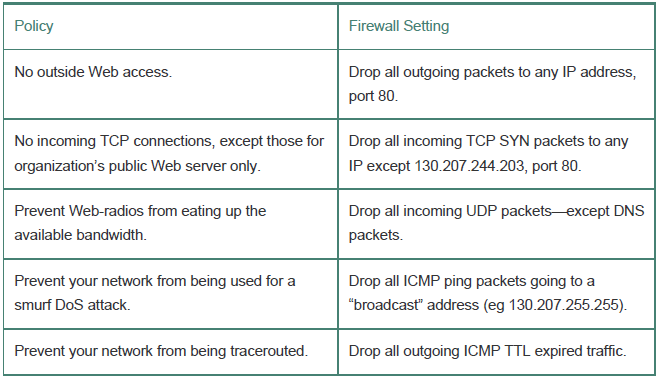 Policy
Firewall Setting
No outside Web access.
Drop all outgoing packets to any IP address,
port 80.
No incoming TCP connections, except those for
organization's public Web server only.
Drop all incoming TCP SYN packets to any
IP except 130.207.244.203, port 80.
Prevent Web-radios from eating up the
available bandwidth.
Drop all incoming UDP packets—except DNS
packets.
Prevent your network from being used for a
smurf DoS attack.
Drop all ICMP ping packets going to a
“broadcast” address (eg 130.207.255.255).
Prevent your network from being tracerouted.
Drop all outgoing ICMP TTL expired traffic.